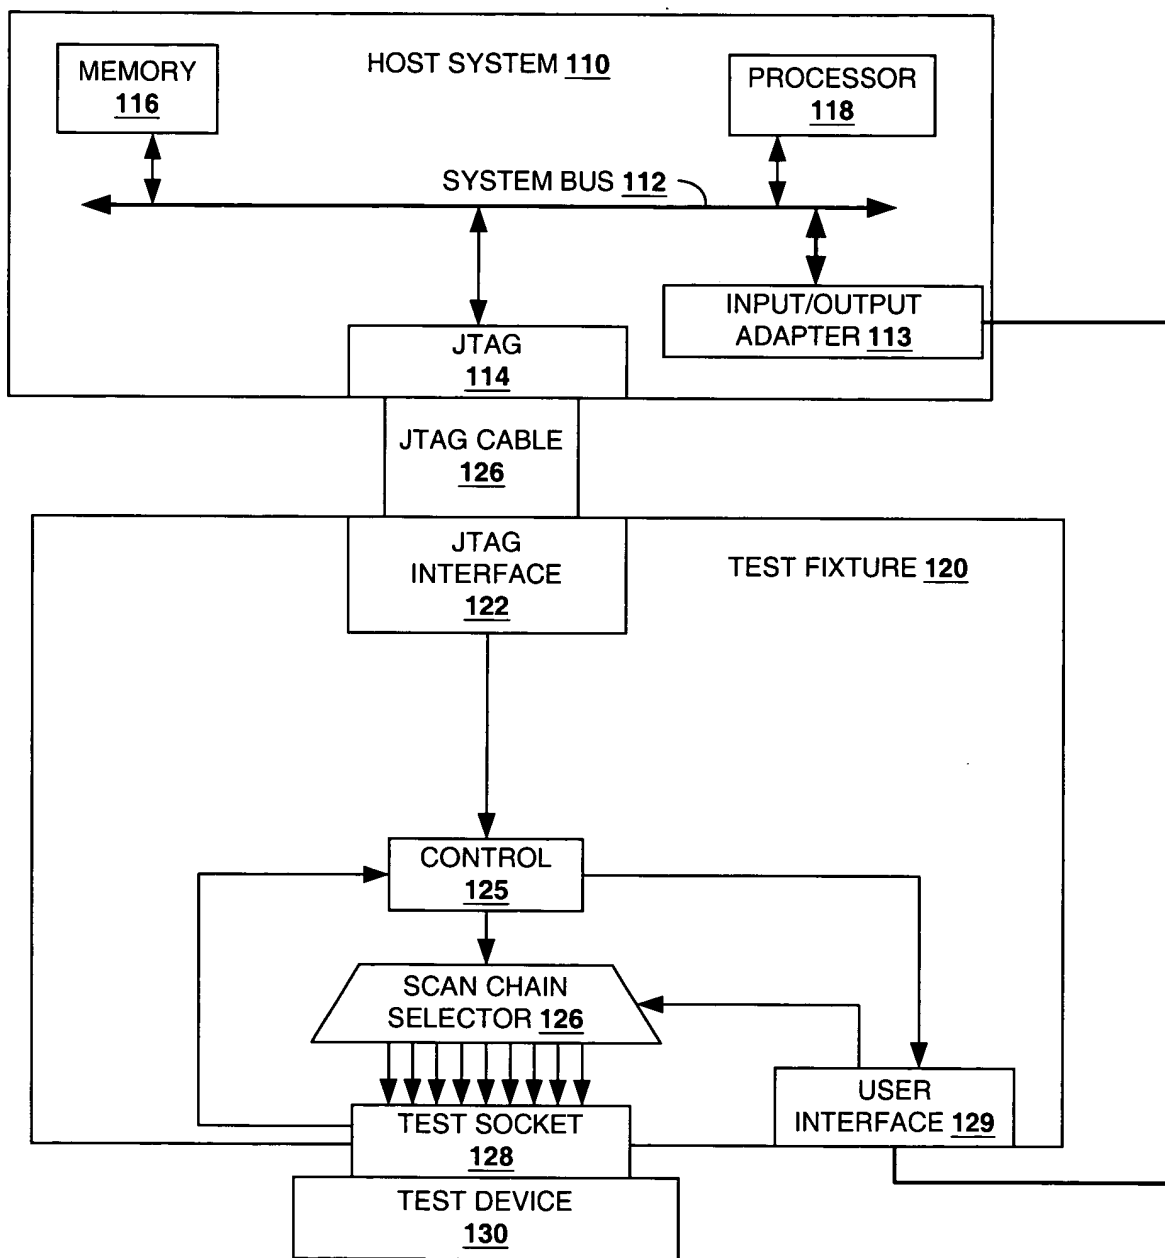 HOST SYSTEM 110
MEMORY
116
PROCESSOR
118
SYSTEM BUS 112
INPUT/OUTPUT
ADAPTER 113
JTAG
114
JTAG CABLE
126
JTAG
INTERFACE
122
TEST FIXTURE 120
CONTROL
125
SCAN CHAIN
SELECTOR 126
TEST SOCKET
128
USER
INTERFACE 129
TEST DEVICE
130